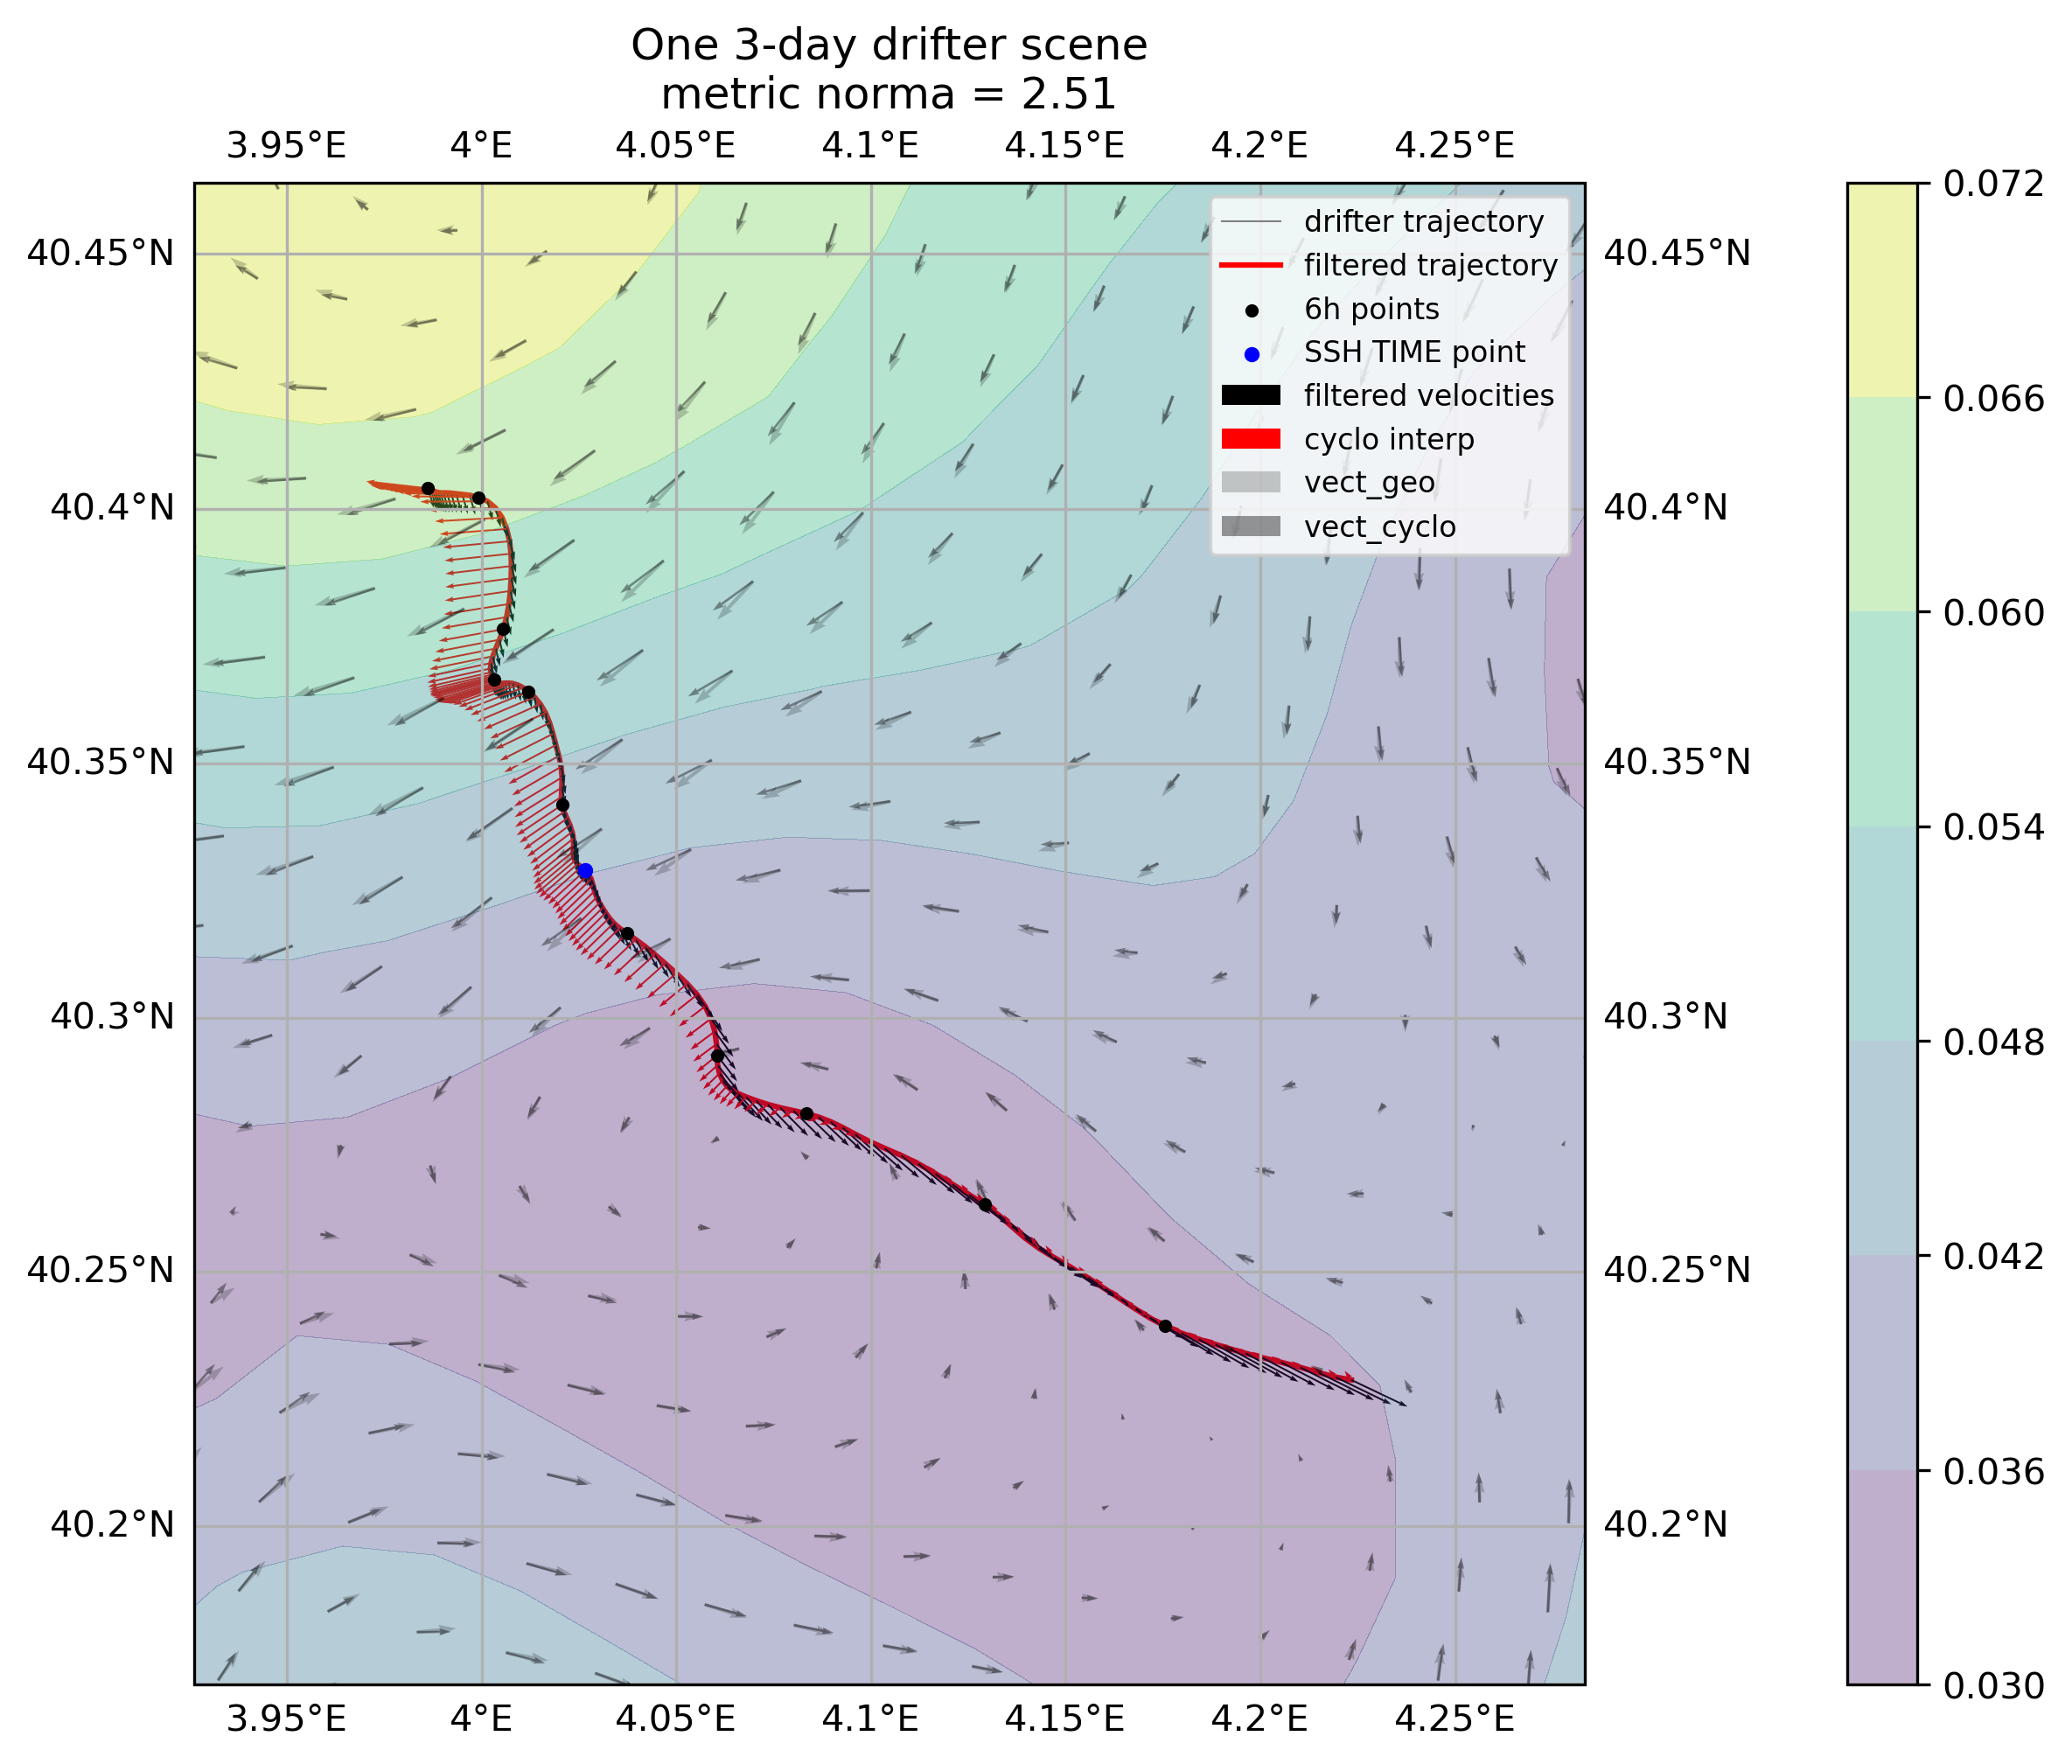 One 3-day drifter scene
metric norma = 2.51
3.95°E 4°E 4.05°E 4.1°E 4.15°E 4.2°E 4.25°E
drifter trajectory
filtered trajectory
6h points
SSH TIME point
filtered velocities
cyclo interp
vect_geo
vect_cyclo
40.45°N 40.45°N
40.4°N 40.4°N
40.35°N 40.35°N
40.3°N 40.3°N
40.25°N 40.25°N
40.2°N 40.2°N
3.95°E 4°E 4.05°E 4.1°E 4.15°E 4.2°E 4.25°E
0.072
0.066
0.060
0.054
0.048
0.042
0.036
0.030